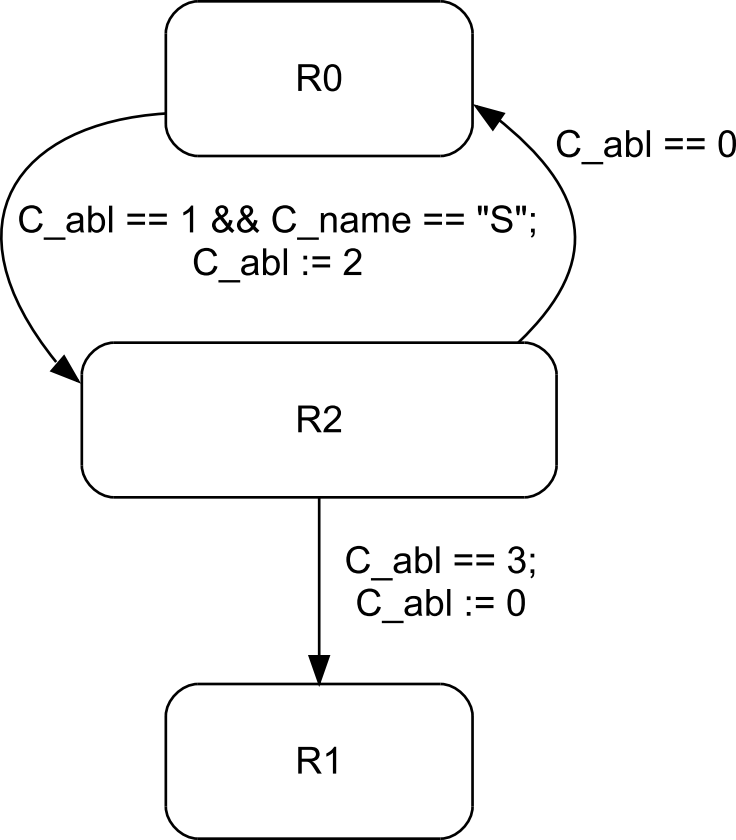 R0
C_abl == 0
C_abl == 1 && C_name == "S";
C_abl := 2
R2
C_abl == 3;
C_abl := 0
R1